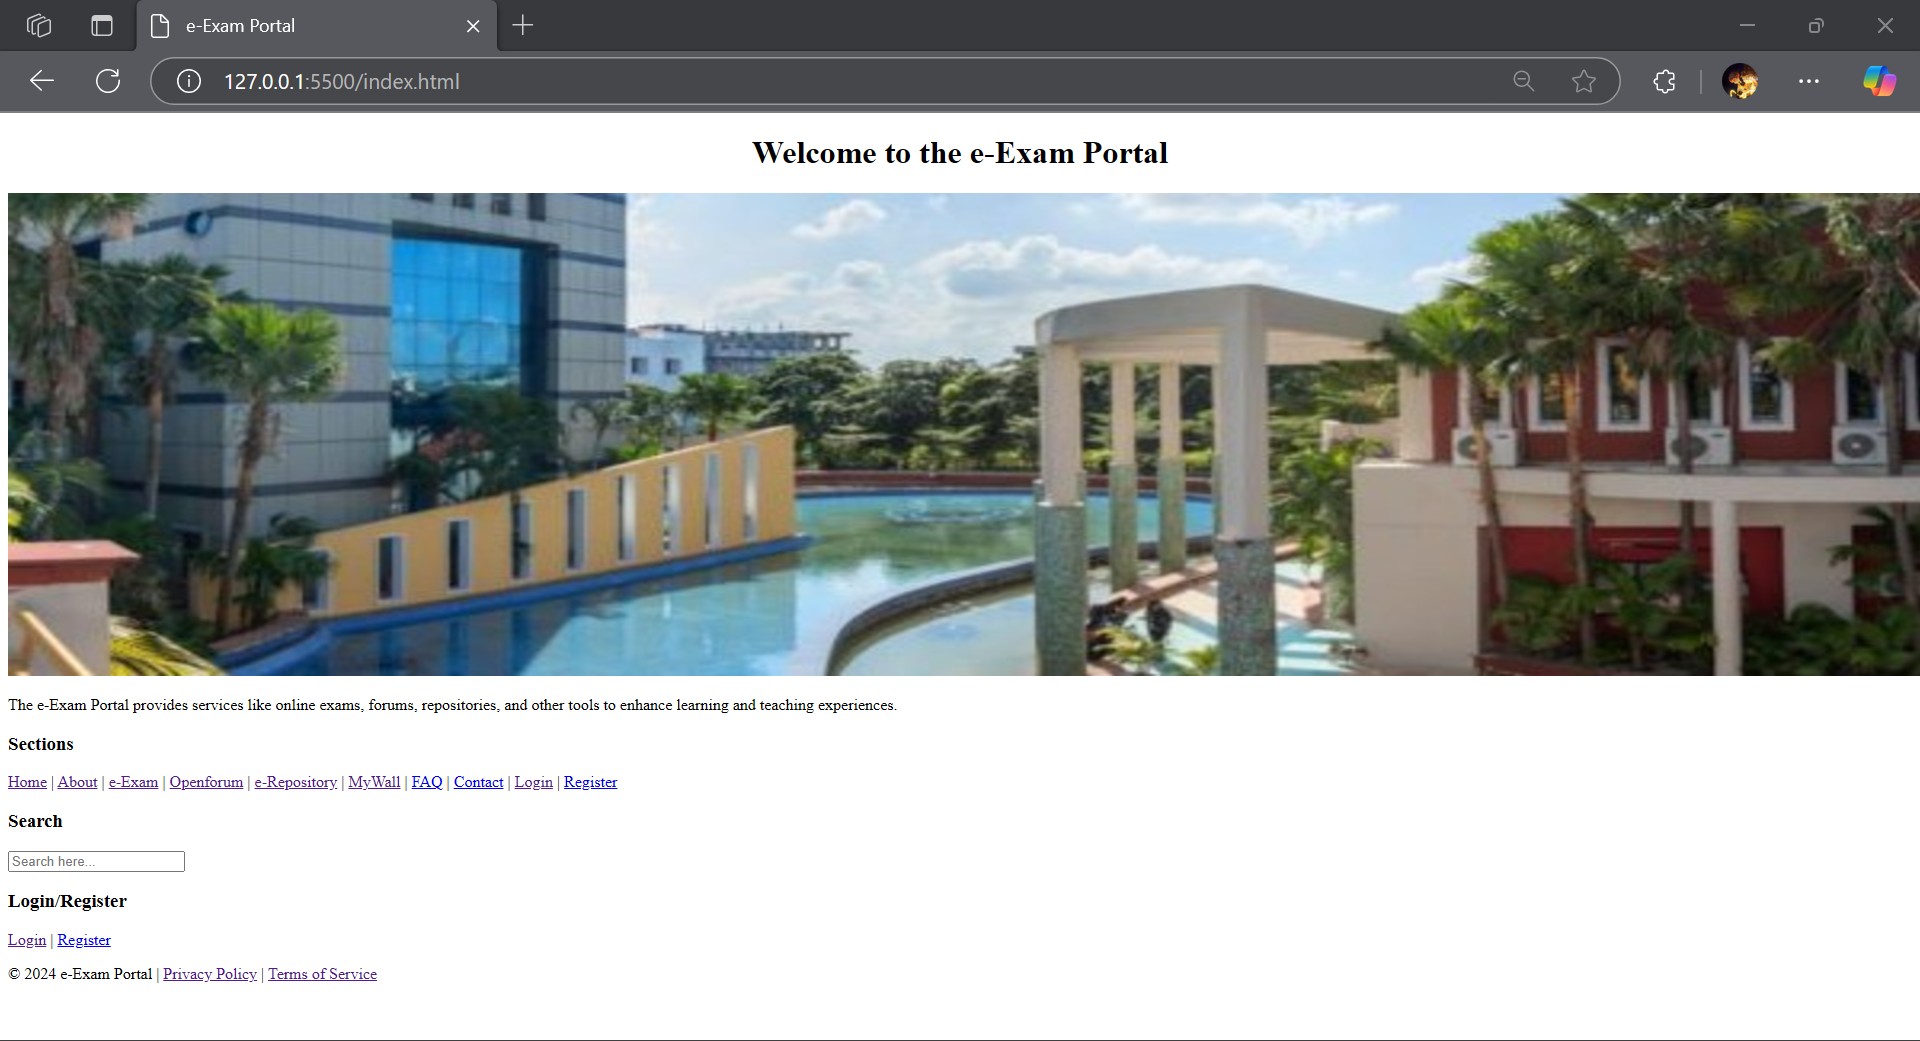 e-Exam Portal
127.0.0.1:5500/index.html
Welcome to the e-Exam Portal
The e-Exam Portal provides services like online exams, forums, repositories, and other tools to enhance learning and teaching experiences.
Sections
Home | About | e-Exam | Openforum | e-Repository | MyWall | FAQ | Contact | Login | Register
Search
Search here...
Login/Register
Login | Register
© 2024 e-Exam Portal | Privacy Policy | Terms of Service